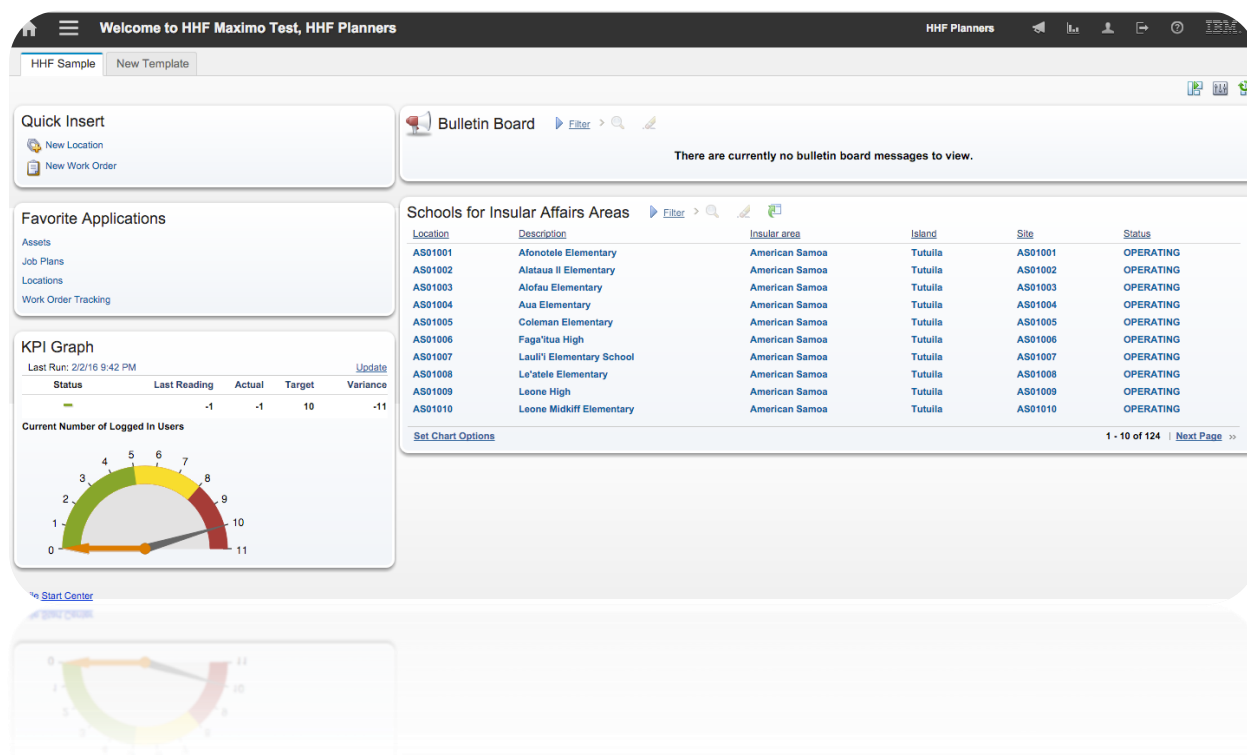 Welcome to HHF Maximo Test, HHF Planners
HHF Planners
IBM.
HHF Sample
New Template
Quick Insert
New Location
New Work Order
Favorite Applications
Assets
Job Plans
Locations
Work Order Tracking
KPI Graph
Last Run: 2/2/16 9:42 PM Update
Status Last Reading Actual Target Variance
-1 -1 10 -11
Current Number of Logged In Users
0 1 2 3 4 5 6 7 8 9 10 11
Start Center
Bulletin Board Filter
There are currently no bulletin board messages to view.
Schools for Insular Affairs Areas Filter
Location Description Insular area Island Site Status
AS01001 Afonotele Elementary American Samoa Tutuila AS01001 OPERATING
AS01002 Alataua II Elementary American Samoa Tutuila AS01002 OPERATING
AS01003 Alofau Elementary American Samoa Tutuila AS01003 OPERATING
AS01004 Aua Elementary American Samoa Tutuila AS01004 OPERATING
AS01005 Coleman Elementary American Samoa Tutuila AS01005 OPERATING
AS01006 Faga'itua High American Samoa Tutuila AS01006 OPERATING
AS01007 Lauli'i Elementary School American Samoa Tutuila AS01007 OPERATING
AS01008 Le'atele Elementary American Samoa Tutuila AS01008 OPERATING
AS01009 Leone High American Samoa Tutuila AS01009 OPERATING
AS01010 Leone Midkiff Elementary American Samoa Tutuila AS01010 OPERATING
Set Chart Options
1 - 10 of 124 | Next Page »